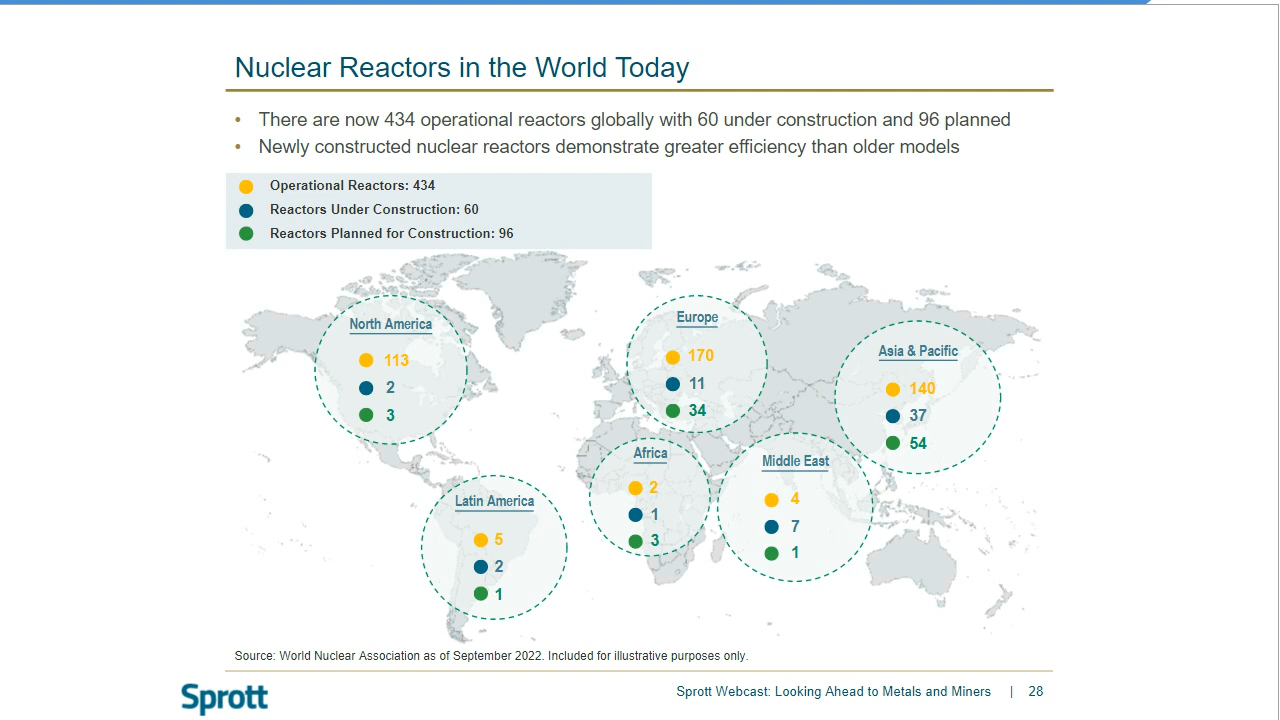 Nuclear Reactors in the World Today
• There are now 434 operational reactors globally with 60 under construction and 96 planned
• Newly constructed nuclear reactors demonstrate greater efficiency than older models
Operational Reactors: 434
Reactors Under Construction: 60
Reactors Planned for Construction: 96
North America
113
2
3
Europe
170
11
34
Asia & Pacific
140
37
54
Africa
2
1
3
Middle East
4
7
1
Latin America
5
2
1
Source: World Nuclear Association as of September 2022. Included for illustrative purposes only.
Sprott
Sprott Webcast: Looking Ahead to Metals and Miners | 28